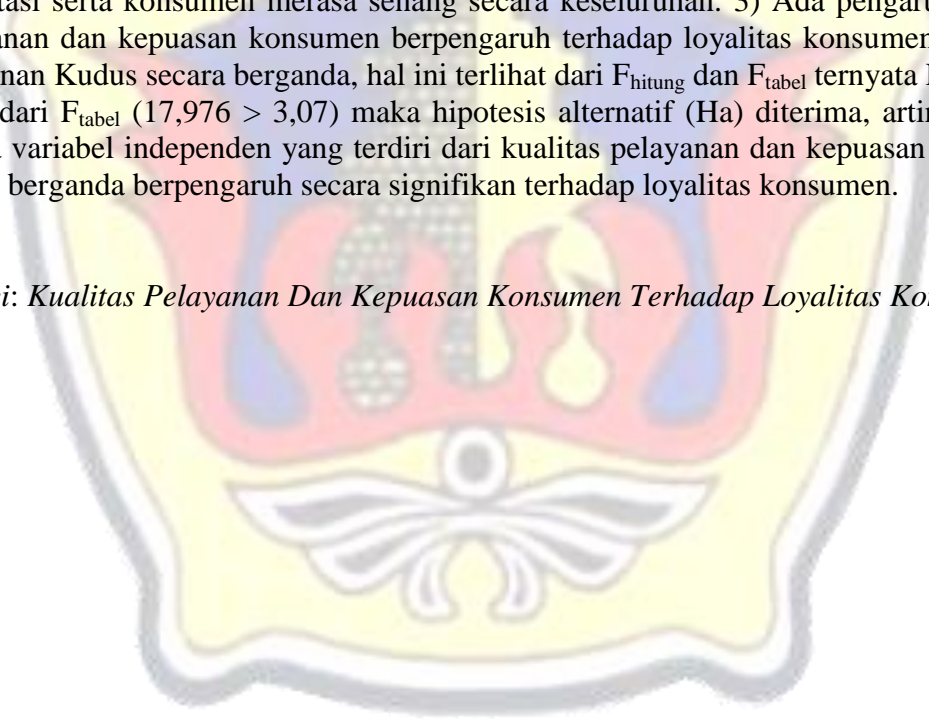 tasi serta konsumen merasa senang secara keseluruhan. 3) Ada pengaru
nan dan kepuasan konsumen berpengaruh terhadap loyalitas konsumen
nan Kudus secara berganda, hal ini terlihat dari Fhitung dan Ftabel ternyata
dari Ftabel (17,976 > 3,07) maka hipotesis alternatif (Ha) diterima, arti
variabel independen yang terdiri dari kualitas pelayanan dan kepuasan
berganda berpengaruh secara signifikan terhadap loyalitas konsumen.
i: Kualitas Pelayanan Dan Kepuasan Konsumen Terhadap Loyalitas Ko